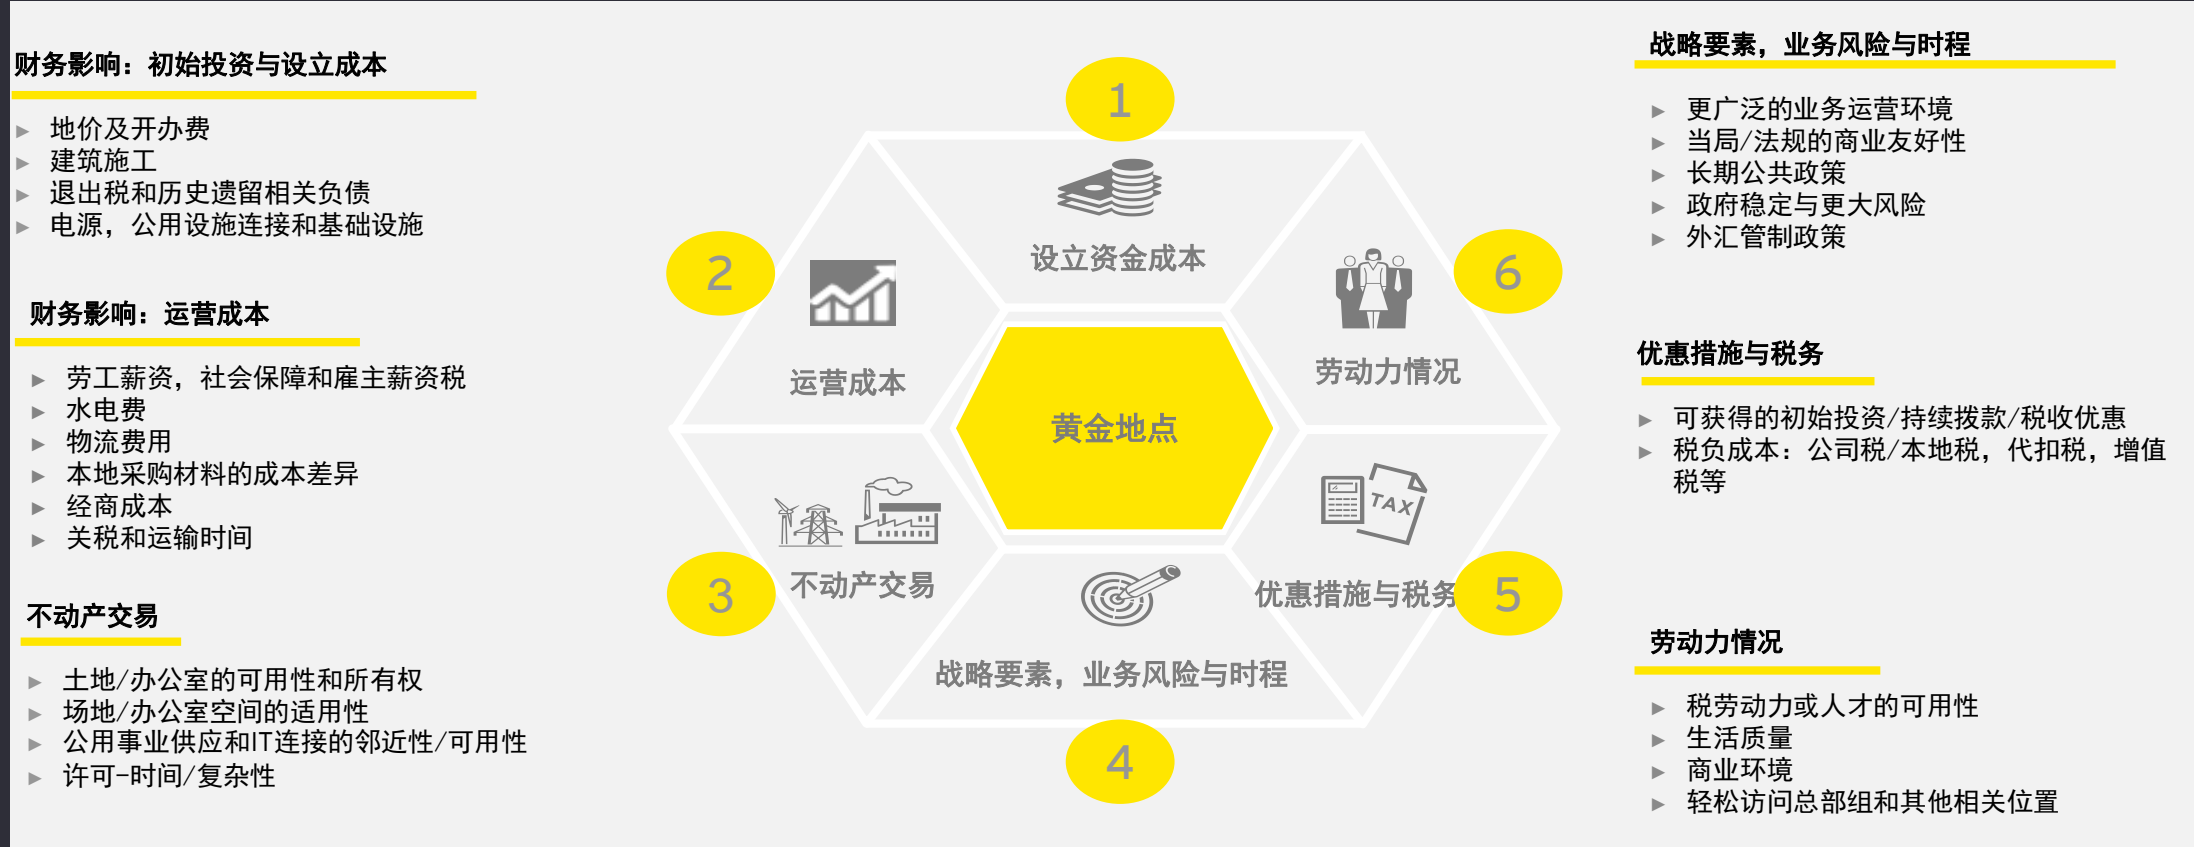 财务影响：初始投资与设立成本
地价及开办费
建筑施工
退出税和历史遗留相关负债
电源，公用设施连接和基础设施
财务影响：运营成本
劳工薪资，社会保障和雇主薪资税
水电费
物流费用
本地采购材料的成本差异
经商成本
关税和运输时间
不动产交易
土地/办公室的可用性和所有权
场地/办公室空间的适用性
公用事业供应和IT连接的邻近性/可用性
许可-时间/复杂性
1
设立资金成本
2
运营成本
3
不动产交易
4
战略要素，业务风险与时程
5
优惠措施与税务
TAX
6
劳动力情况
黄金地点
战略要素，业务风险与时程
更广泛的业务运营环境
当局/法规的商业友好性
长期公共政策
政府稳定与更大风险
外汇管制政策
优惠措施与税务
可获得的初始投资/持续拨款/税收优惠
税负成本：公司税/本地税，代扣税，增值
税等
劳动力情况
税劳动力或人才的可用性
生活质量
商业环境
轻松访问总部组和其他相关位置